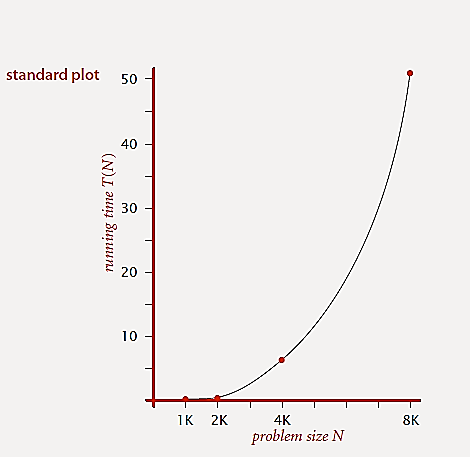 standard plot
50
40
30
20
10
running time T(N)
1K 2K 4K 8K
problem size N